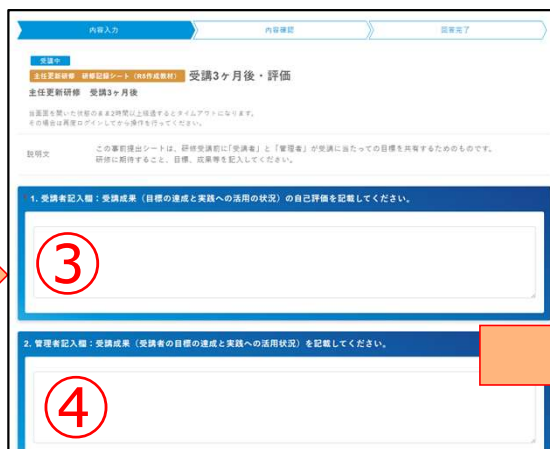 内容入力
内容確認
回答完了
受講中
主任更新研修 研修記録シート（R6作成教材） 受講3ヶ月後・評価
主任更新研修 受講3ヶ月後
当画面を開いた状態のまま2時間以上経過するとタイムアウトになります。
その場合は再度ログインしてから操作を行ってください。
説明文
この事前提出シートは、研修受講前に「受講者」と「管理者」が受講に当たっての目標を共有するためのものです。
研修に期待すること、目標、成果等を記入してください。
1. 受講者記入欄：受講成果（目標の達成と実践への活用の状況）の自己評価を記載してください。
③
2. 管理者記入欄：受講成果（受講者の目標の達成と実践への活用状況）を記載してください。
④